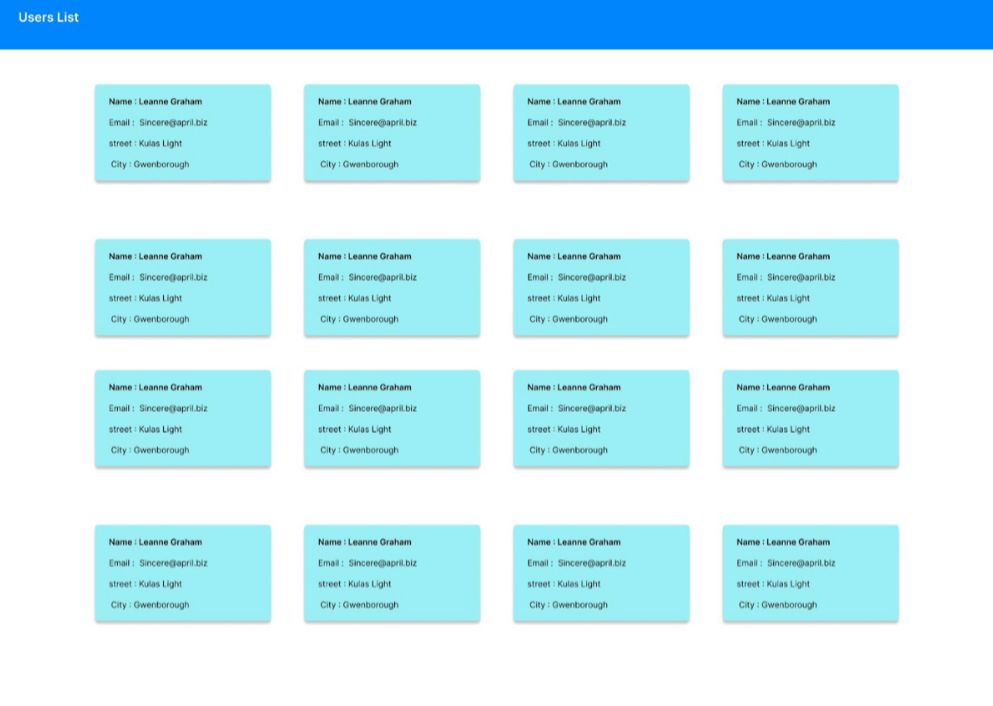 Users List
Name : Leanne Graham Name : Leanne Graham Name : Leanne Graham Name : Leanne Graham
Email : Sincere@april.biz Email : Sincere@april.biz Email : Sincere@april.biz Email : Sincere@april.biz
street : Kulas Light street : Kulas Light street : Kulas Light street : Kulas Light
City : Gwenborough City : Gwenborough City : Gwenborough City : Gwenborough
Name : Leanne Graham Name : Leanne Graham Name : Leanne Graham Name : Leanne Graham
Email : Sincere@april.biz Email : Sincere@april.biz Email : Sincere@april.biz Email : Sincere@april.biz
street : Kulas Light street : Kulas Light street : Kulas Light street : Kulas Light
City : Gwenborough City : Gwenborough City : Gwenborough City : Gwenborough
Name : Leanne Graham Name : Leanne Graham Name : Leanne Graham Name : Leanne Graham
Email : Sincere@april.biz Email : Sincere@april.biz Email : Sincere@april.biz Email : Sincere@april.biz
street : Kulas Light street : Kulas Light street : Kulas Light street : Kulas Light
City : Gwenborough City : Gwenborough City : Gwenborough City : Gwenborough
Name : Leanne Graham Name : Leanne Graham Name : Leanne Graham Name : Leanne Graham
Email : Sincere@april.biz Email : Sincere@april.biz Email : Sincere@april.biz Email : Sincere@april.biz
street : Kulas Light street : Kulas Light street : Kulas Light street : Kulas Light
City : Gwenborough City : Gwenborough City : Gwenborough City : Gwenborough